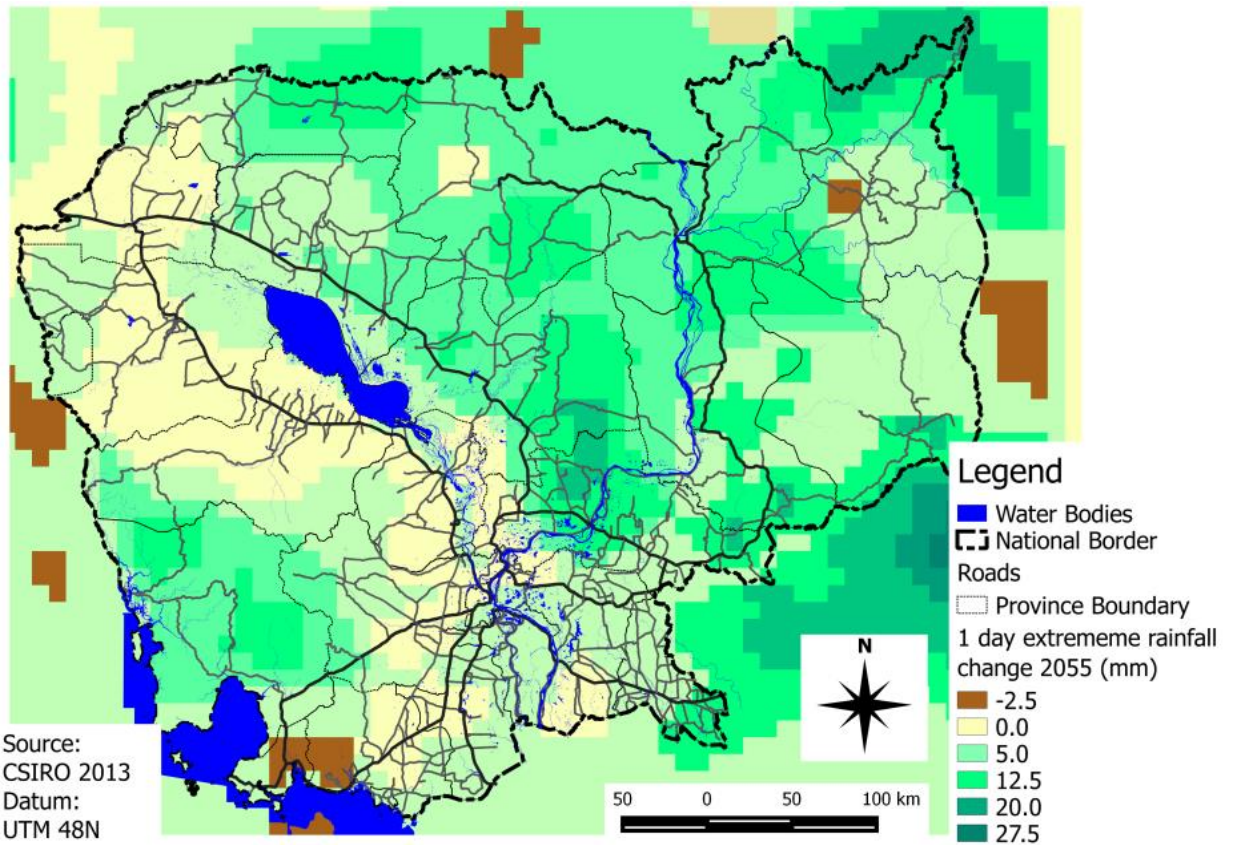 Legend
Water Bodies
National Border
Roads
Province Boundary
1 day extrememe rainfall
change 2055 (mm)
-2.5
0.0
5.0
12.5
20.0
27.5
N
Source:
CSIRO 2013
Datum:
UTM 48N
50 0 50 100 km